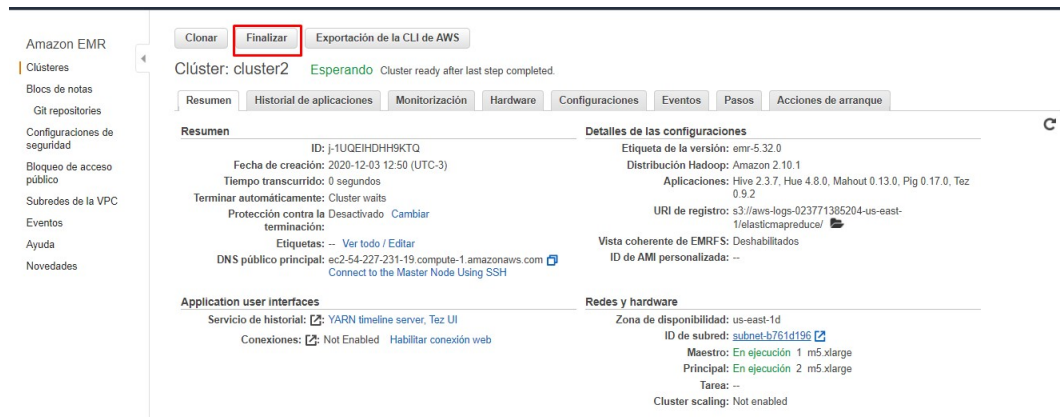 Amazon EMR
Clústeres
Blocs de notas
Git repositories
Configuraciones de
seguridad
Bloqueo de acceso
público
Subredes de la VPC
Eventos
Ayuda
Novedades
Clonar Finalizar Exportación de la CLI de AWS
Clúster: cluster2 Esperando Cluster ready after last step completed.
Resumen Historial de aplicaciones Monitorización Hardware Configuraciones Eventos Pasos Acciones de arranque
Resumen
ID: j-1UQEIHDHH9KTQ
Fecha de creación: 2020-12-03 12:50 (UTC-3)
Tiempo transcurrido: 0 segundos
Terminar automáticamente: Cluster waits
Protección contra la Desactivado Cambiar
terminación:
Etiquetas: -- Ver todo / Editar
DNS público principal: ec2-54-227-231-19.compute-1.amazonaws.com
Connect to the Master Node Using SSH
Detalles de las configuraciones
Etiqueta de la versión: emr-5.32.0
Distribución Hadoop: Amazon 2.10.1
Aplicaciones: Hive 2.3.7, Hue 4.8.0, Mahout 0.13.0, Pig 0.17.0, Tez
0.9.2
URI de registro: s3://aws-logs-023771385204-us-east-
1/elasticmapreduce/
Vista coherente de EMRFS: Deshabilitados
ID de AMI personalizada: --
Application user interfaces
Servicio de historial: : YARN timeline server, Tez UI
Conexiones: : Not Enabled Habilitar conexión web
Redes y hardware
Zona de disponibilidad: us-east-1d
ID de subred: subnet-b761d196
Maestro: En ejecución 1 m5.xlarge
Principal: En ejecución 2 m5.xlarge
Tarea: --
Cluster scaling: Not enabled